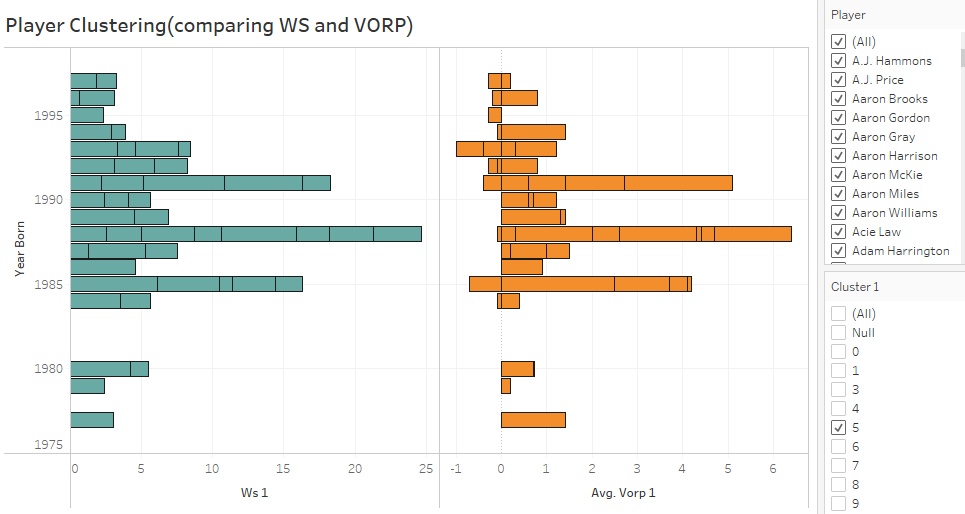 Player Clustering(comparing WS and VORP)
Year Born
1995
1990
1985
1980
1975
0 5 10 15 20 25
Ws 1
-1 0 1 2 3 4 5 6
Avg. Vorp 1
Player
(All)
A.J. Hammons
A.J. Price
Aaron Brooks
Aaron Gordon
Aaron Gray
Aaron Harrison
Aaron McKie
Aaron Miles
Aaron Williams
Acie Law
Adam Harrington
Cluster 1
(All)
Null
0
1
3
4
5
6
7
8
9